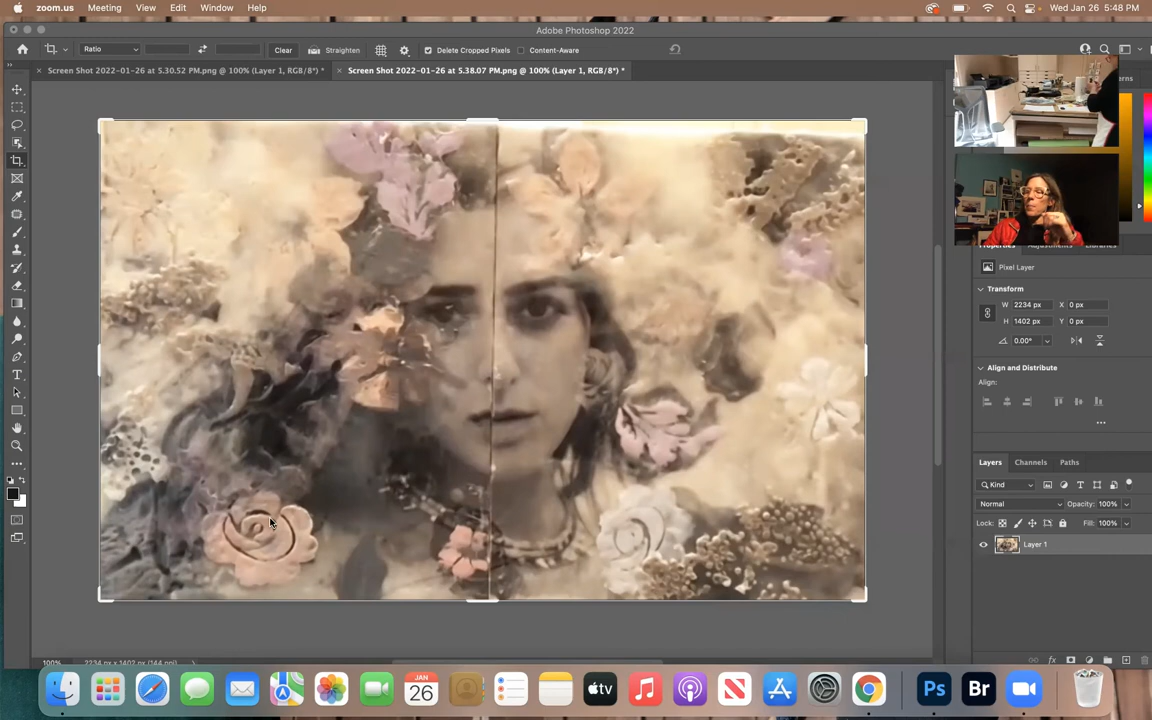 zoom.us Meeting View Edit Window Help Wed Jan 26 5:48 PM
Adobe Photoshop 2022
Ratio Clear Straighten Delete Cropped Pixels Content-Aware
× Screen Shot 2022-01-26 at 5.30.52 PM.png @ 100% (Layer 1, RGB/8*) * × Screen Shot 2022-01-26 at 5.38.07 PM.png @ 100% (Layer 1, RGB/8*) *
Properties Adjustments Libraries
Pixel Layer
Transform
W 2234 px X 0 px
H 1402 px Y 0 px
0.00°
Align and Distribute
Align:
Layers Channels Paths
Kind
Normal Opacity: 100%
Lock: Fill: 100%
Layer 1
100% 2234 px x 1402 px (144 ppi)
JAN
26
tv
Ps Br